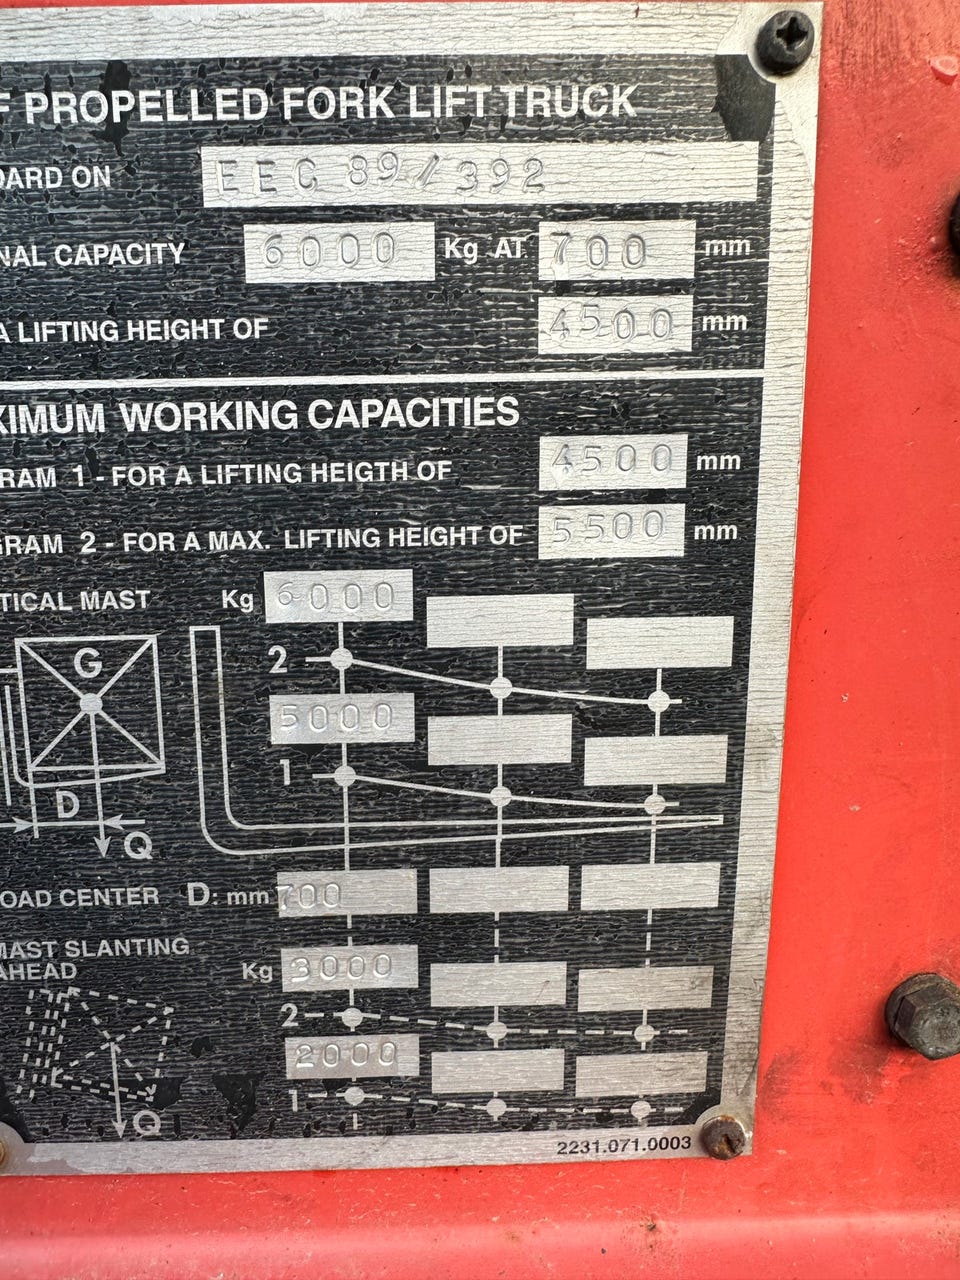 F PROPELLED FORK LIFT TRUCK
OARD ON EEC 89/392
NAL CAPACITY 6000 Kg AT 700 mm
A LIFTING HEIGHT OF 4500 mm
XIMUM WORKING CAPACITIES
RAM 1 - FOR A LIFTING HEIGTH OF 4500 mm
GRAM 2 - FOR A MAX. LIFTING HEIGHT OF 5500 mm
TICAL MAST Kg 6000
G
2
5000
1
D
Q
OAD CENTER D: mm 700
MAST SLANTING
AHEAD
Kg 3000
2
2000
1
Q
2231.071.0003